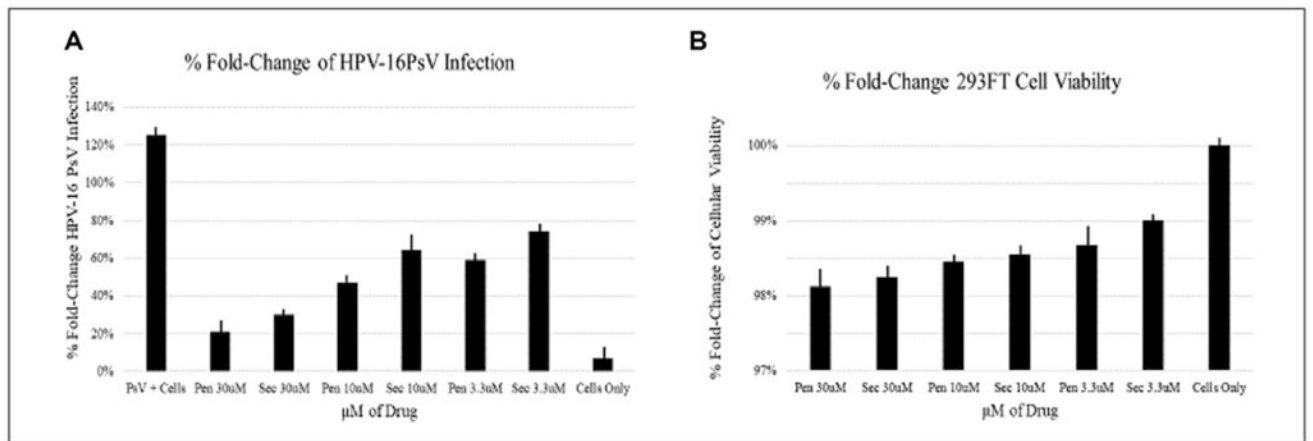 A
% Fold-Change of HPV-16PsV Infection
% Fold-Change HPV-16 PsV Infection
140%
120%
100%
80%
60%
40%
20%
0%
PsV + Cells Pen 30uM Sec 30uM Pen 10uM Sec 10uM Pen 3.3uM Sec 3.3uM Cells Only
μM of Drug
B
% Fold-Change 293FT Cell Viability
% Fold-Change of Cellular Viability
100%
99%
98%
97%
Pen 30uM Sec 30uM Pen 10uM Sec 10uM Pen 3.3uM Sec 3.3uM Cells Only
μM of Drug